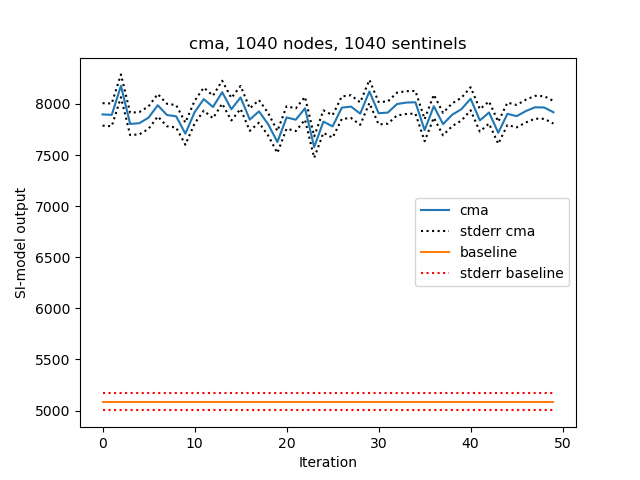 cma, 1040 nodes, 1040 sentinels
SI-model output
8000
7500
7000
6500
6000
5500
5000
cma
stderr cma
baseline
stderr baseline
0 10 20 30 40 50
Iteration